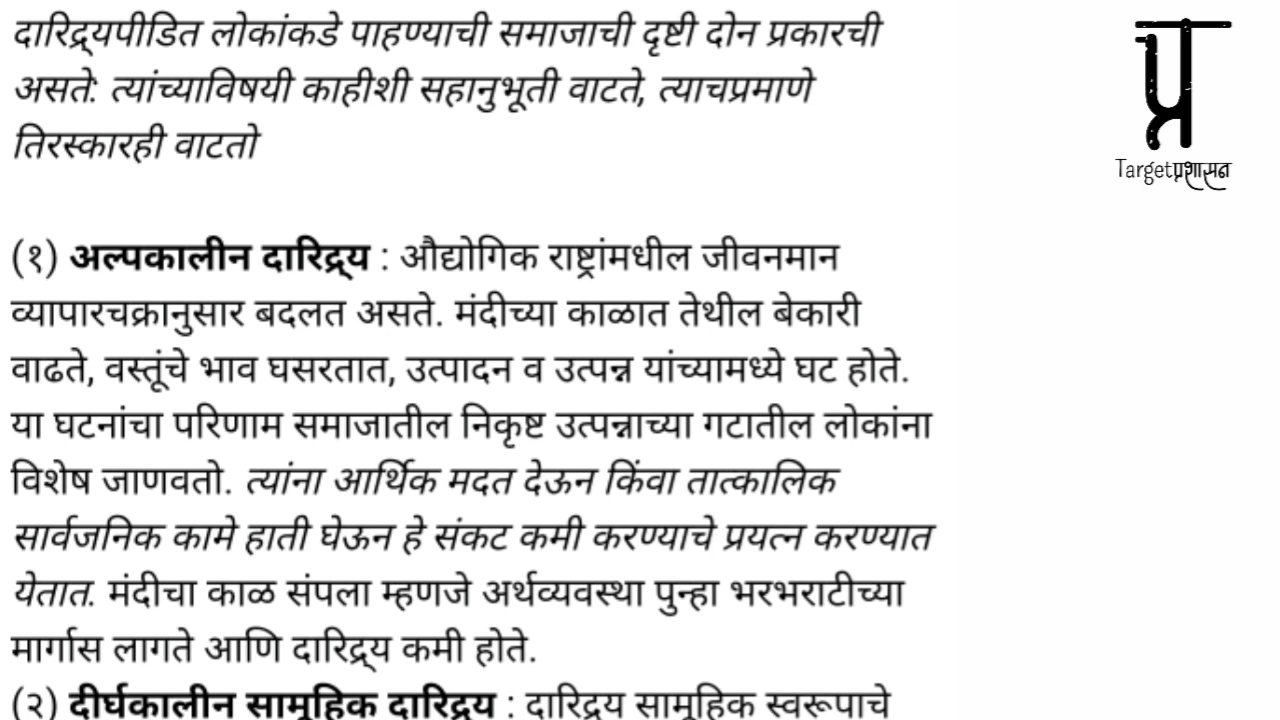 दारिद्र्यपीडित लोकांकडे पाहण्याची समाजाची दृष्टी दोन प्रकारची
असते: त्यांच्याविषयी काहीशी सहानुभूती वाटते, त्याचप्रमाणे
तिरस्कारही वाटतो
प्र
Targetप्रशासन
(१) अल्पकालीन दारिद्र्य : औद्योगिक राष्ट्रांमधील जीवनमान
व्यापारचक्रानुसार बदलत असते. मंदीच्या काळात तेथील बेकारी
वाढते, वस्तूंचे भाव घसरतात, उत्पादन व उत्पन्न यांच्यामध्ये घट होते.
या घटनांचा परिणाम समाजातील निकृष्ट उत्पन्नाच्या गटातील लोकांना
विशेष जाणवतो. त्यांना आर्थिक मदत देऊन किंवा तात्कालिक
सार्वजनिक कामे हाती घेऊन हे संकट कमी करण्याचे प्रयत्न करण्यात
येतात. मंदीचा काळ संपला म्हणजे अर्थव्यवस्था पुन्हा भरभराटीच्या
मार्गास लागते आणि दारिद्र्य कमी होते.
(२) दीर्घकालीन सामूहिक दारिद्र्य : दारिद्र्य सामूहिक स्वरूपाचे